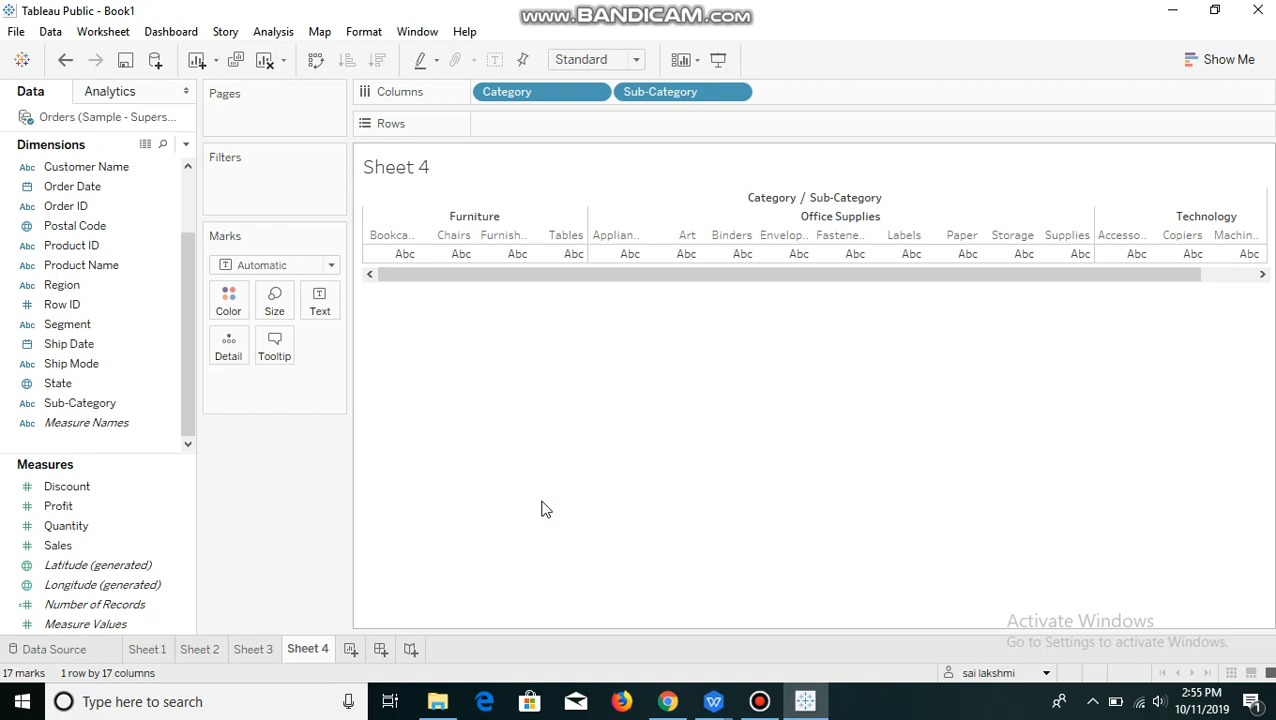 Tableau Public - Book1
www.BANDICAM.com
File Data Worksheet Dashboard Story Analysis Map Format Window Help
Standard
Show Me
Data Analytics
Orders (Sample - Supers...
Dimensions
Customer Name
Order Date
Order ID
Postal Code
Product ID
Product Name
Region
Row ID
Segment
Ship Date
Ship Mode
State
Sub-Category
Measure Names
Measures
Discount
Profit
Quantity
Sales
Latitude (generated)
Longitude (generated)
Number of Records
Measure Values
Pages
Filters
Marks
Automatic
Color Size Text
Detail Tooltip
Columns Category Sub-Category
Rows
Sheet 4
Category / Sub-Category
Furniture Office Supplies Technology
Bookca.. Chairs Furnish.. Tables Applian.. Art Binders Envelop.. Fastene.. Labels Paper Storage Supplies Accesso.. Copiers Machin..
Abc Abc Abc Abc Abc Abc Abc Abc Abc Abc Abc Abc Abc Abc Abc Abc
Activate Windows
Go to Settings to activate Windows.
Data Source Sheet 1 Sheet 2 Sheet 3 Sheet 4
17 marks 1 row by 17 columns sai lakshmi
Type here to search
2:55 PM
10/11/2019